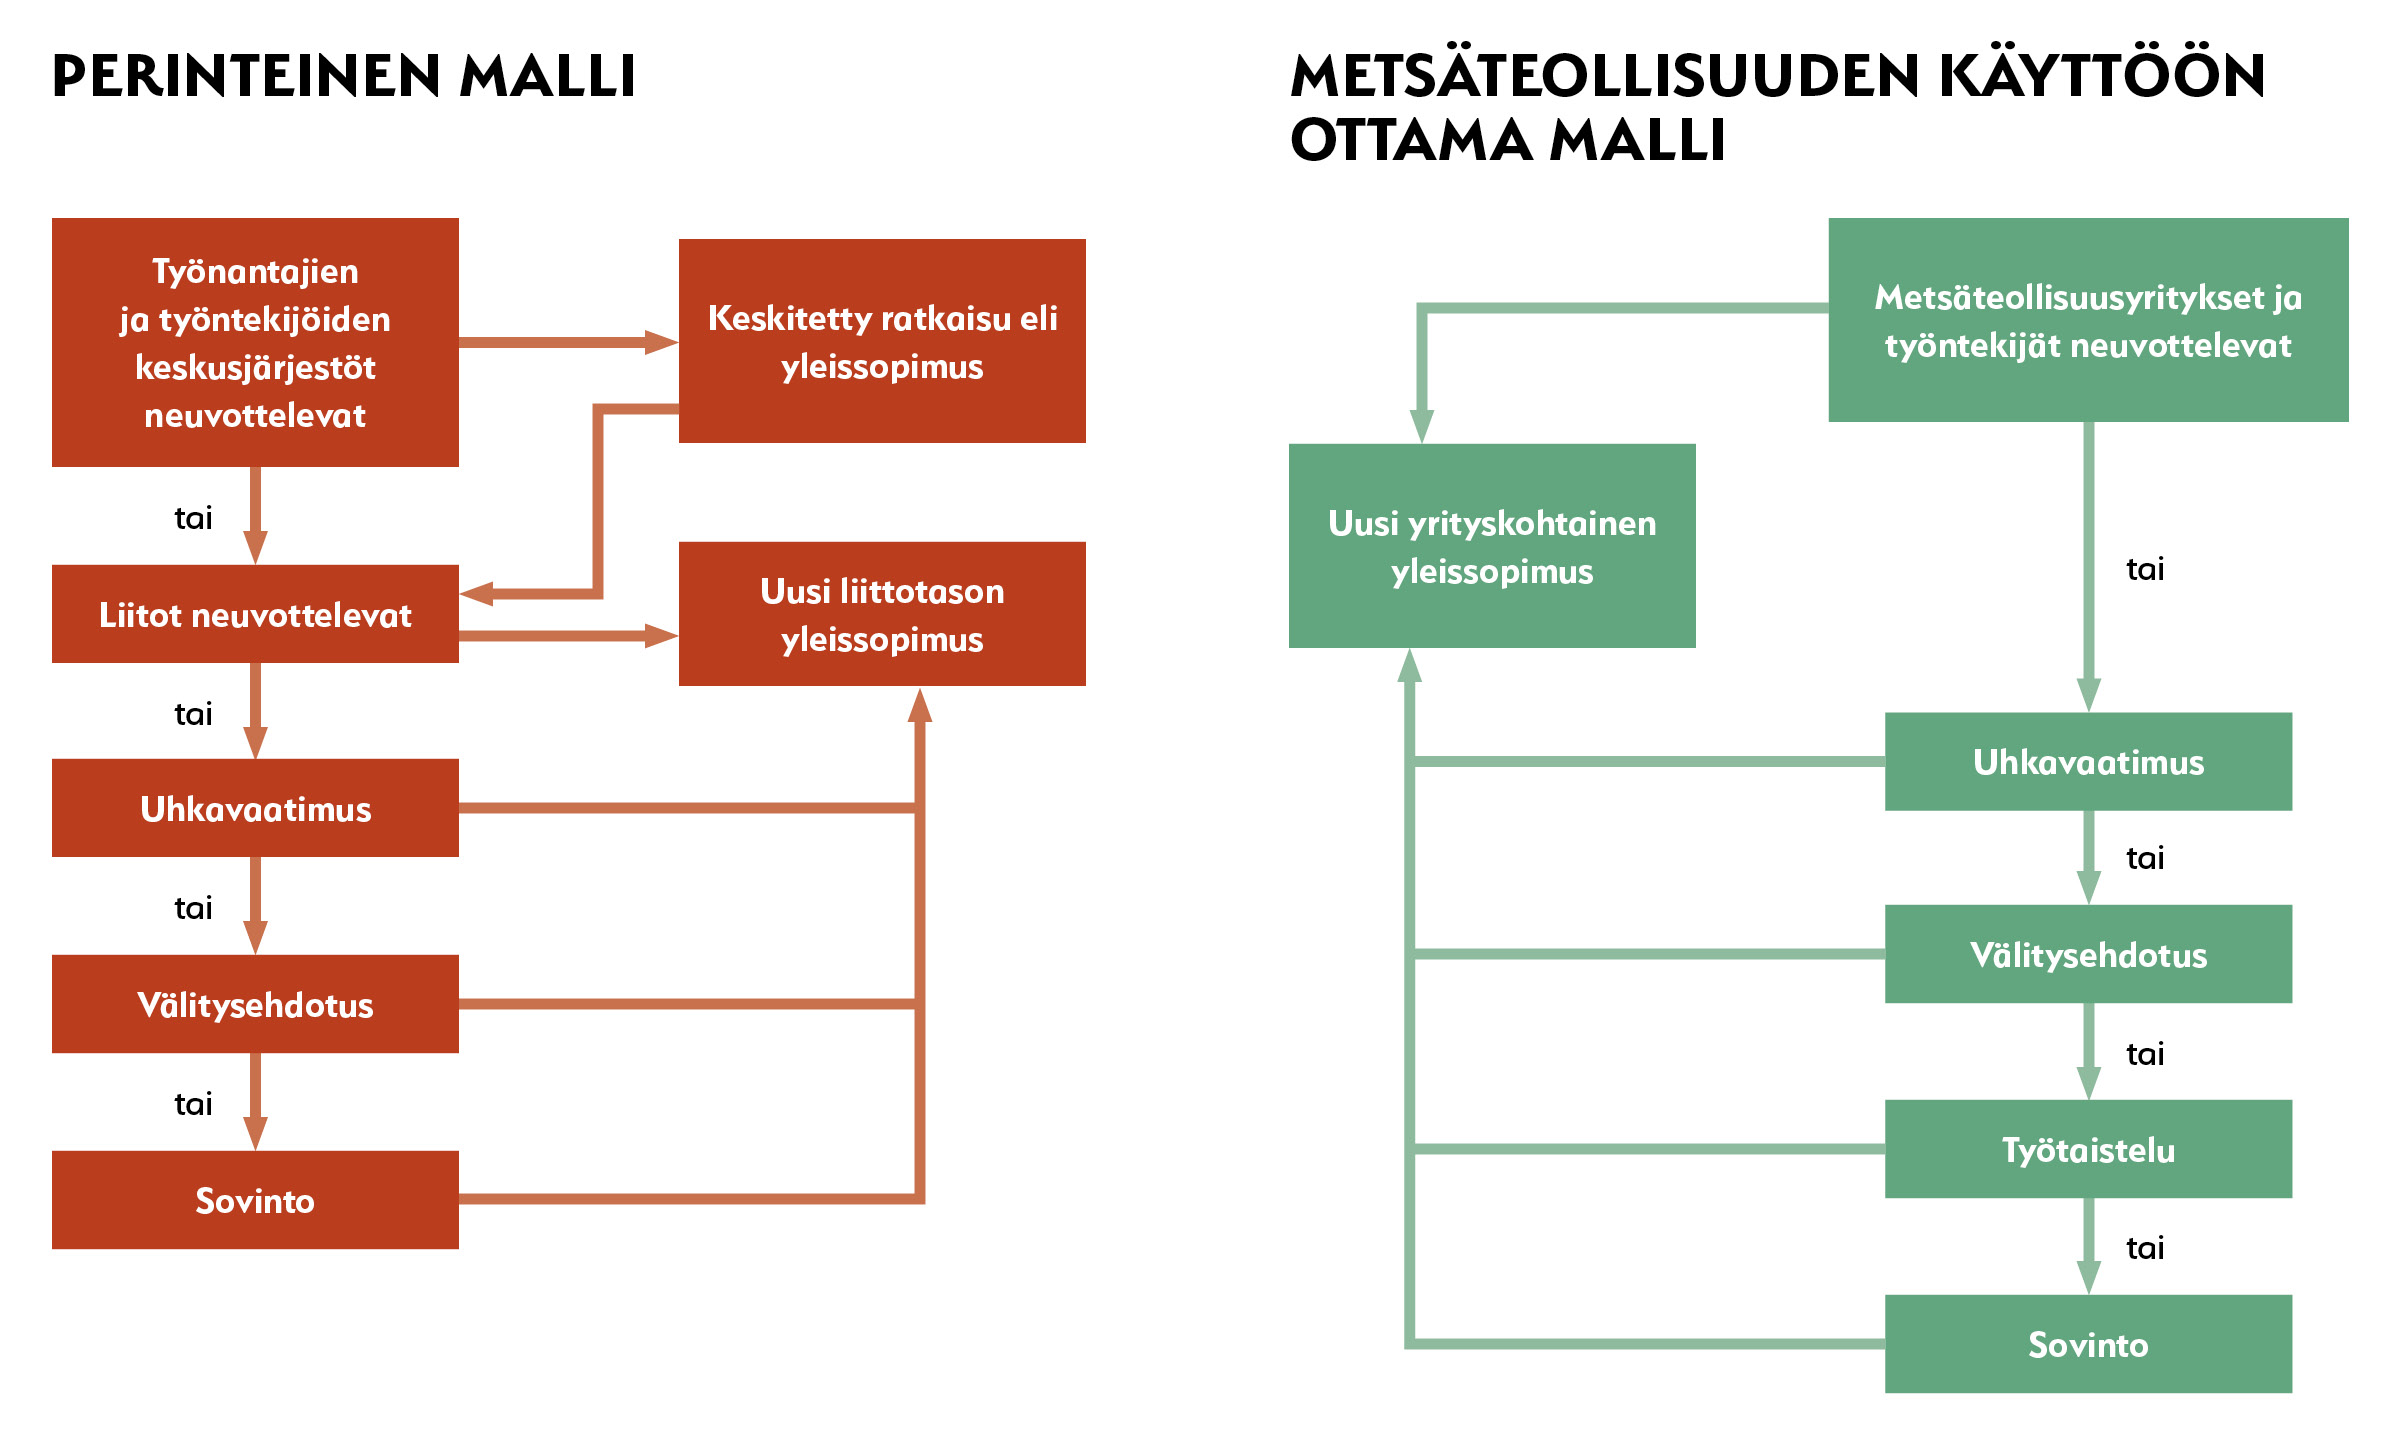 PERINTEINEN MALLI
Työnantajien
ja työntekijöiden
keskusjärjestöt
neuvottelevat
Keskitetty ratkaisu eli
yleissopimus
tai
Liitot neuvottelevat
Uusi liittotason
yleissopimus
tai
Uhkavaatimus
tai
Välitysehdotus
tai
Sovinto
METSÄTEOLLISUUDEN KÄYTTÖÖN
OTTAMA MALLI
Metsäteollisuusyritykset ja
työntekijät neuvottelevat
Uusi yrityskohtainen
yleissopimus
tai
Uhkavaatimus
tai
Välitysehdotus
tai
Työtaistelu
tai
Sovinto